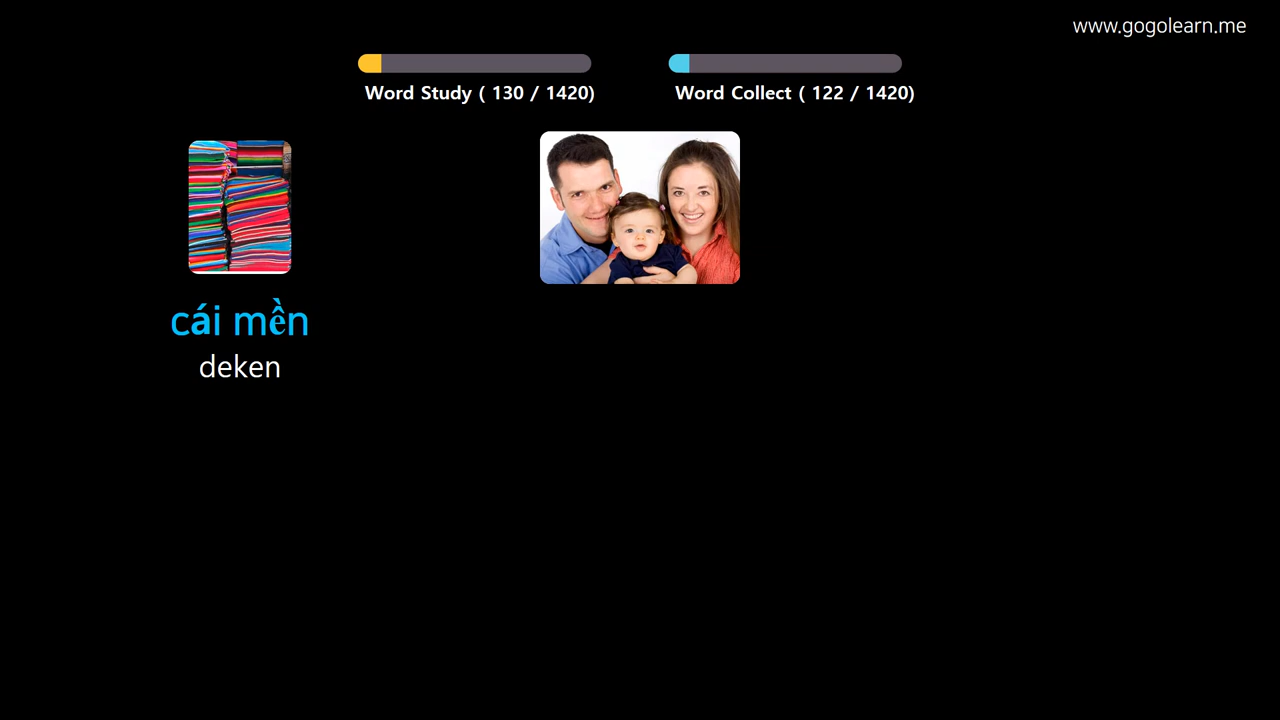 www.gogolearn.me
Word Study ( 130 / 1420)
Word Collect ( 122 / 1420)
cái mền
deken